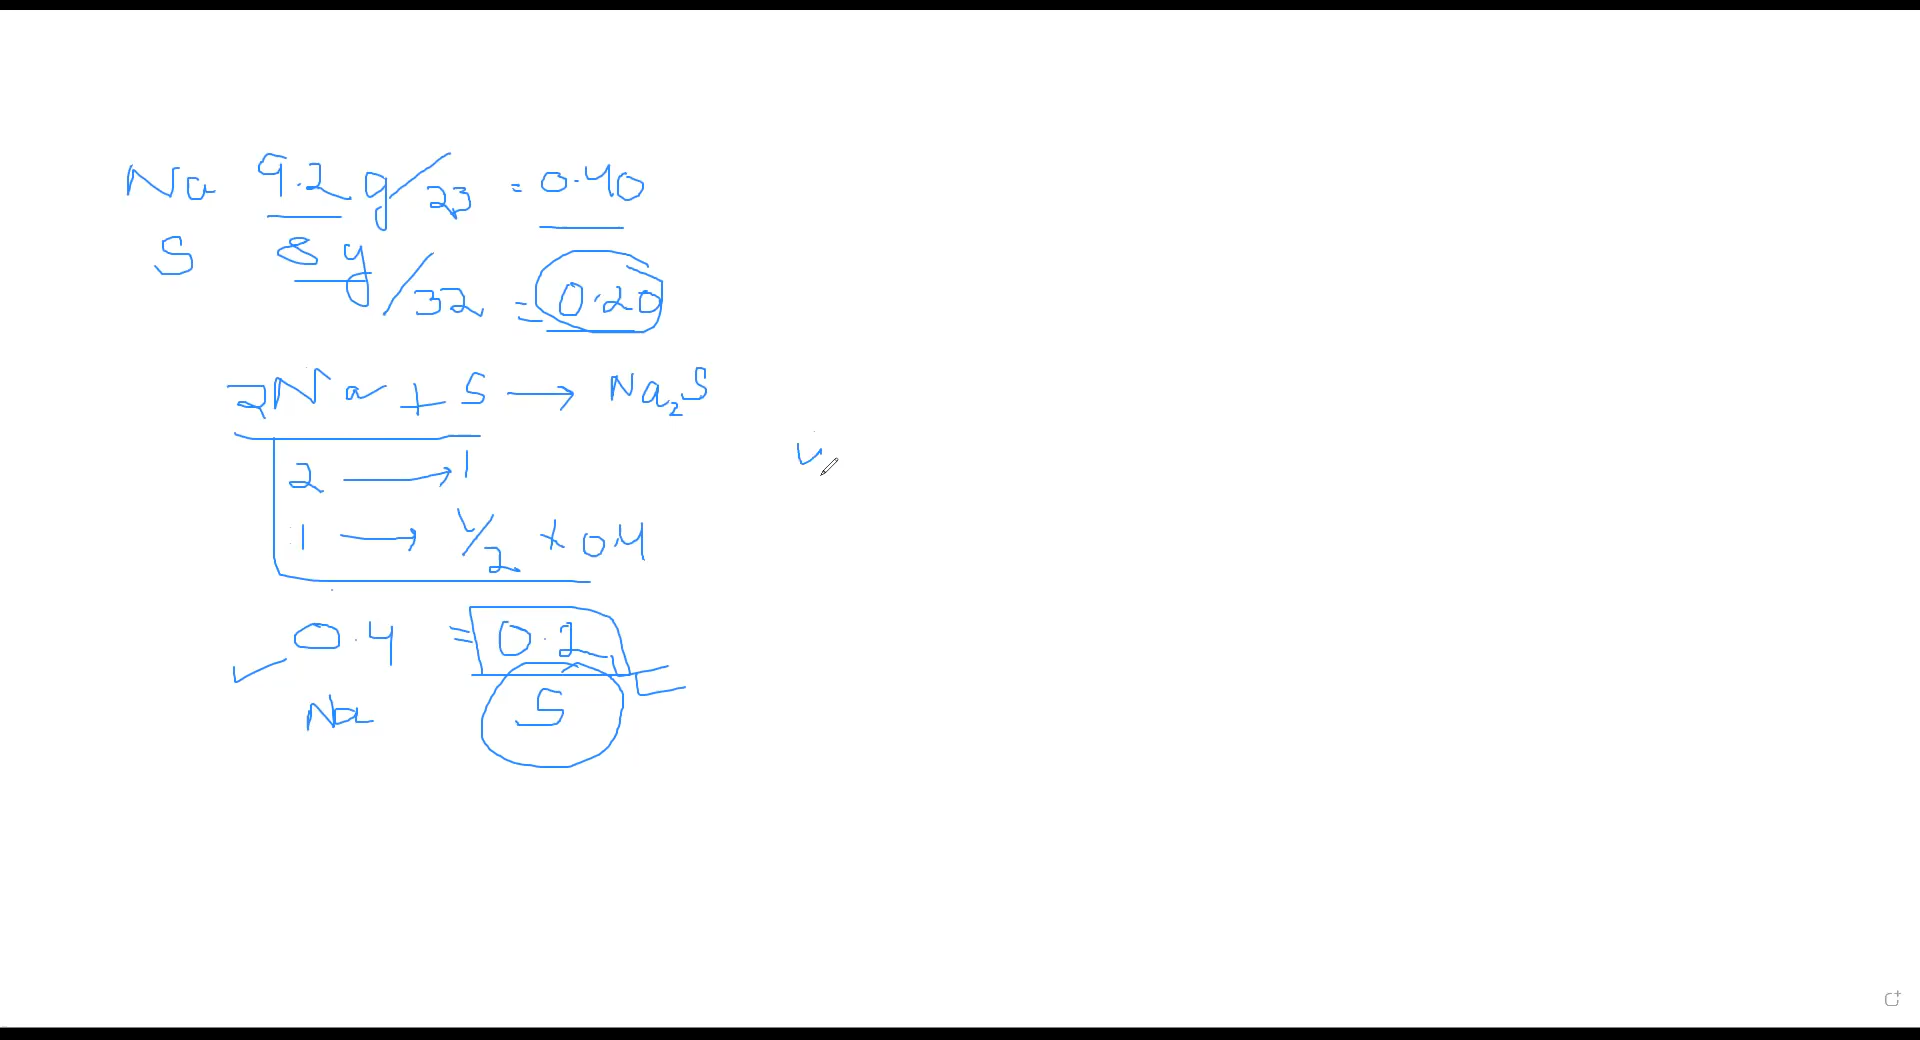 Na 9.2 g/23 = 0.40
S 8g/32 = 0.20
2Na + S → Na₂S
2 → 1
1 → 1/2 × 0.4
0.4 = 0.2
Na S